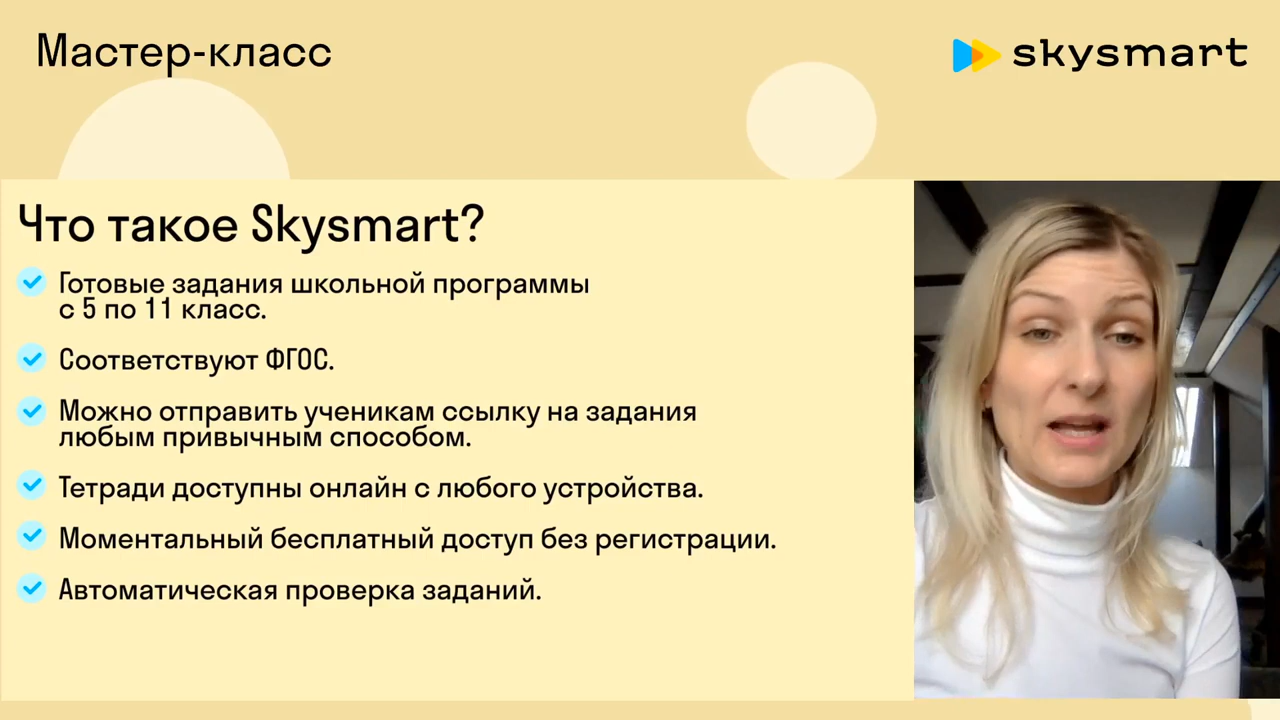 Мастер-класс
skysmart
Что такое Skysmart?
Готовые задания школьной программы
с 5 по 11 класс.
Соответствуют ФГОС.
Можно отправить ученикам ссылку на задания
любым привычным способом.
Тетради доступны онлайн с любого устройства.
Моментальный бесплатный доступ без регистрации.
Автоматическая проверка заданий.